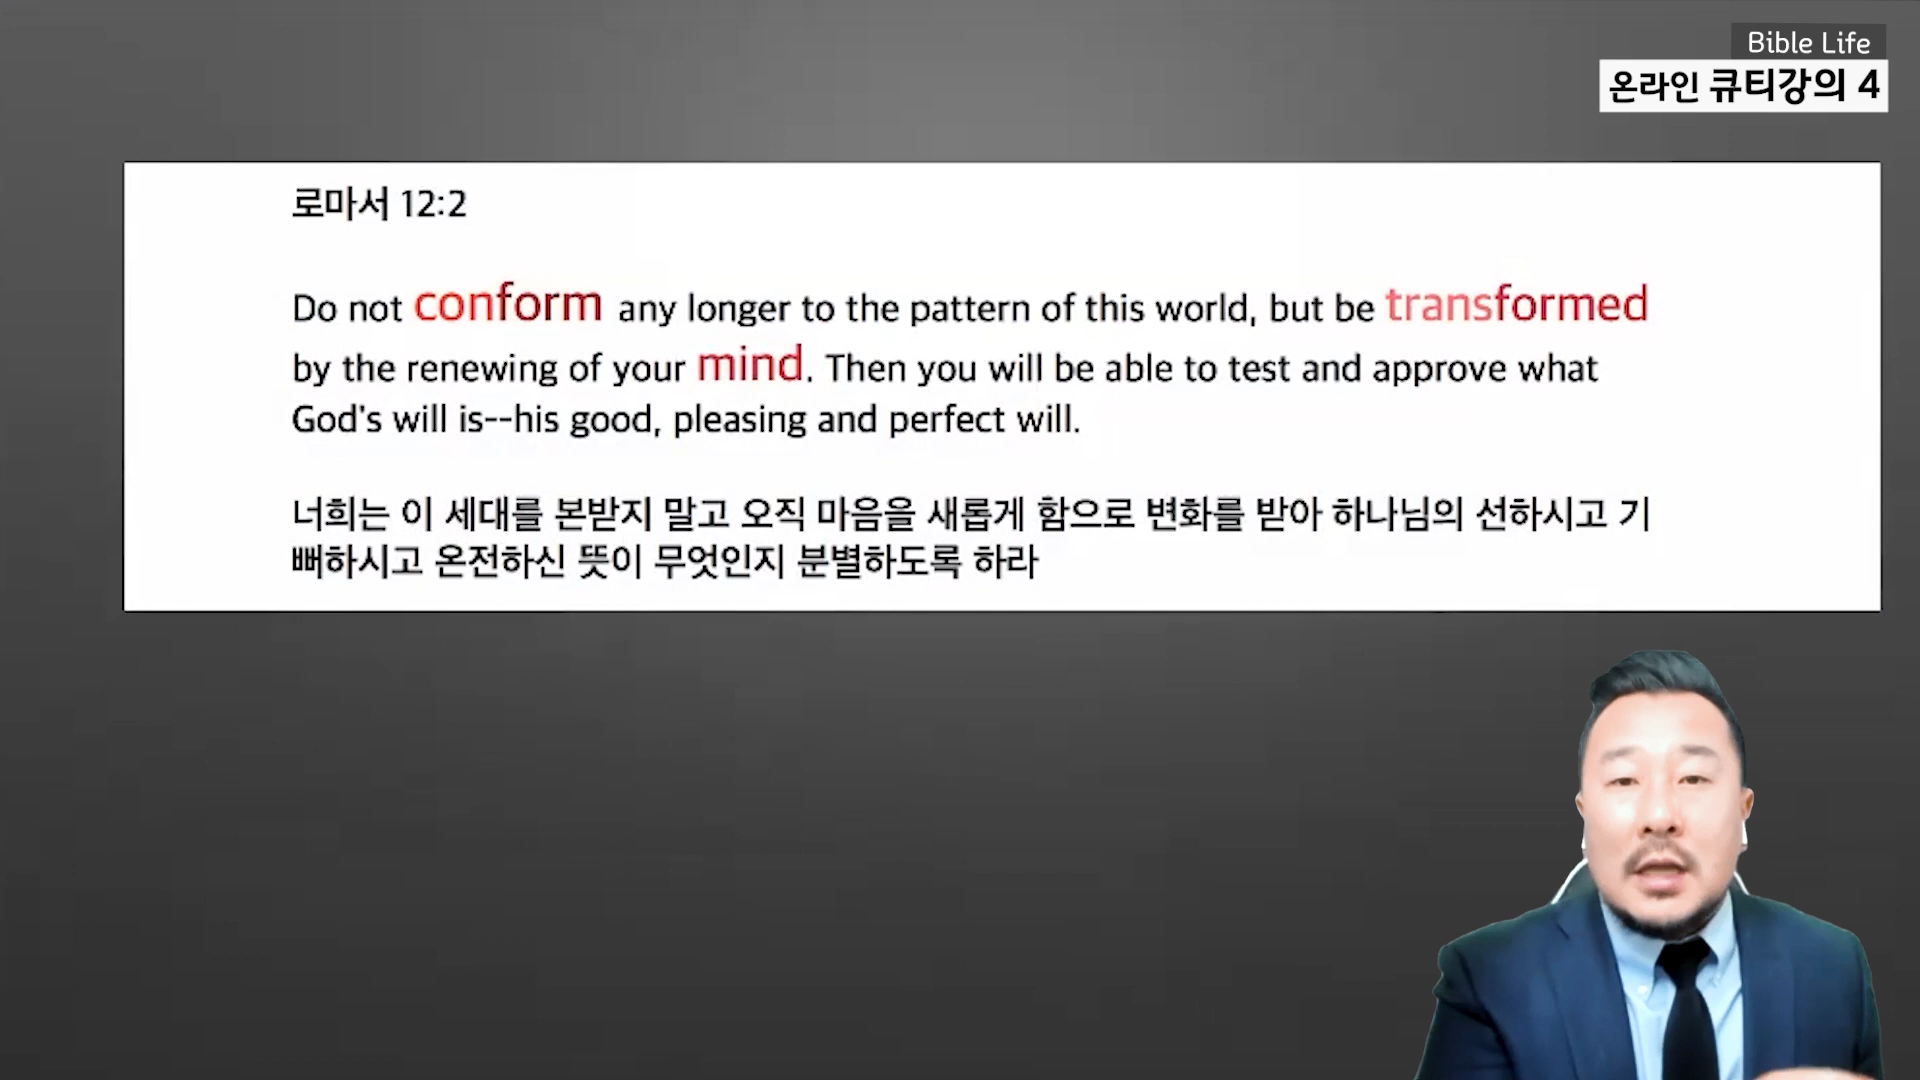 Bible Life
온라인 큐티강의 4
로마서 12:2
Do not conform any longer to the pattern of this world, but be transformed
by the renewing of your mind. Then you will be able to test and approve what
God's will is--his good, pleasing and perfect will.
너희는 이 세대를 본받지 말고 오직 마음을 새롭게 함으로 변화를 받아 하나님의 선하시고 기
뻐하시고 온전하신 뜻이 무엇인지 분별하도록 하라